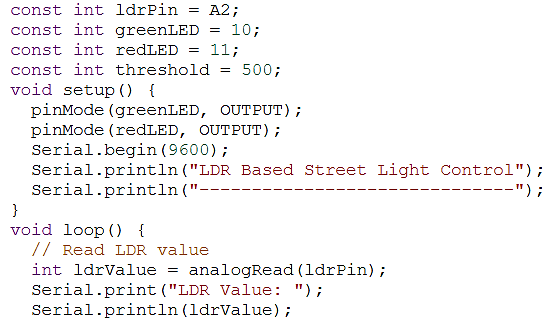 const int ldrPin = A2;
const int greenLED = 10;
const int redLED = 11;
const int threshold = 500;
void setup() {
  pinMode(greenLED, OUTPUT);
  pinMode(redLED, OUTPUT);
  Serial.begin(9600);
  Serial.println("LDR Based Street Light Control");
  Serial.println("------------------------------");
}
void loop() {
  // Read LDR value
  int ldrValue = analogRead(ldrPin);
  Serial.print("LDR Value: ");
  Serial.println(ldrValue);